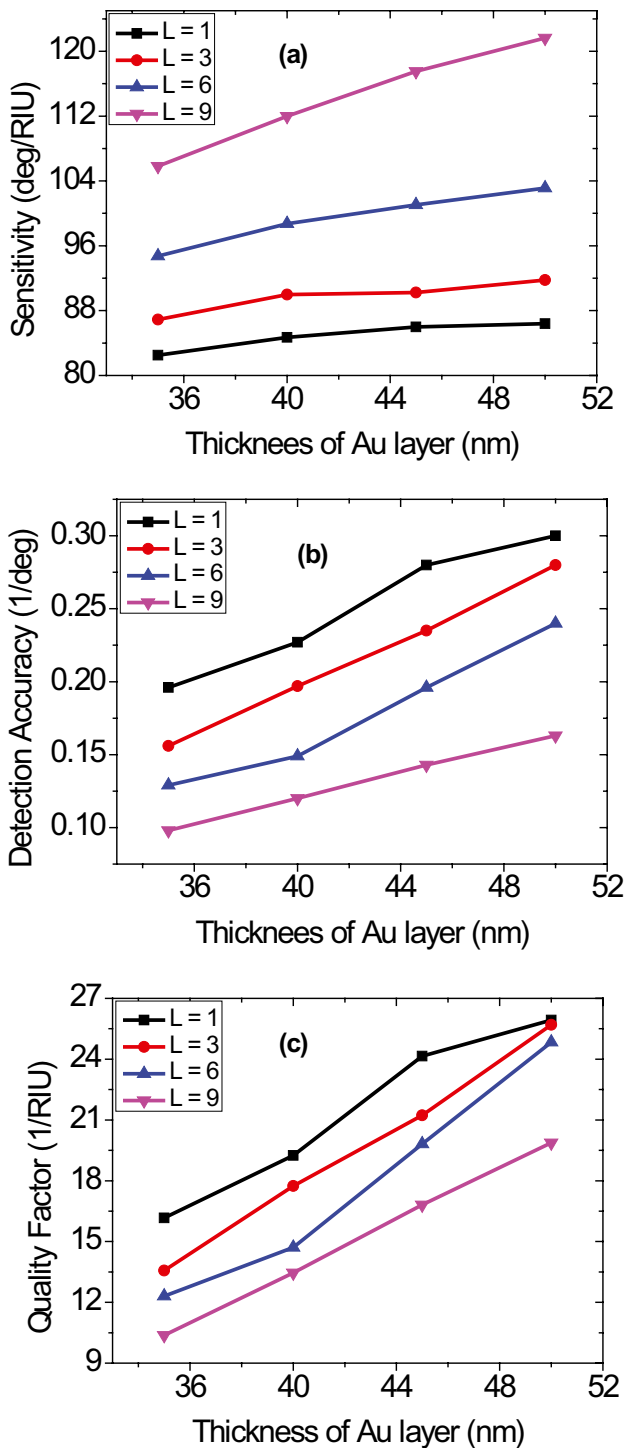 L = 1
L = 3
L = 6
L = 9
(a)
120
112
104
96
88
80
Sensitivity (deg/RIU)
36 40 44 48 52
Thicknees of Au layer (nm)
L = 1
L = 3
L = 6
L = 9
(b)
0.30
0.25
0.20
0.15
0.10
Detection Accuracy (1/deg)
36 40 44 48 52
Thicknees of Au layer (nm)
L = 1
L = 3
L = 6
L = 9
(c)
27
24
21
18
15
12
9
Quality Factor (1/RIU)
36 40 44 48 52
Thickness of Au layer (nm)